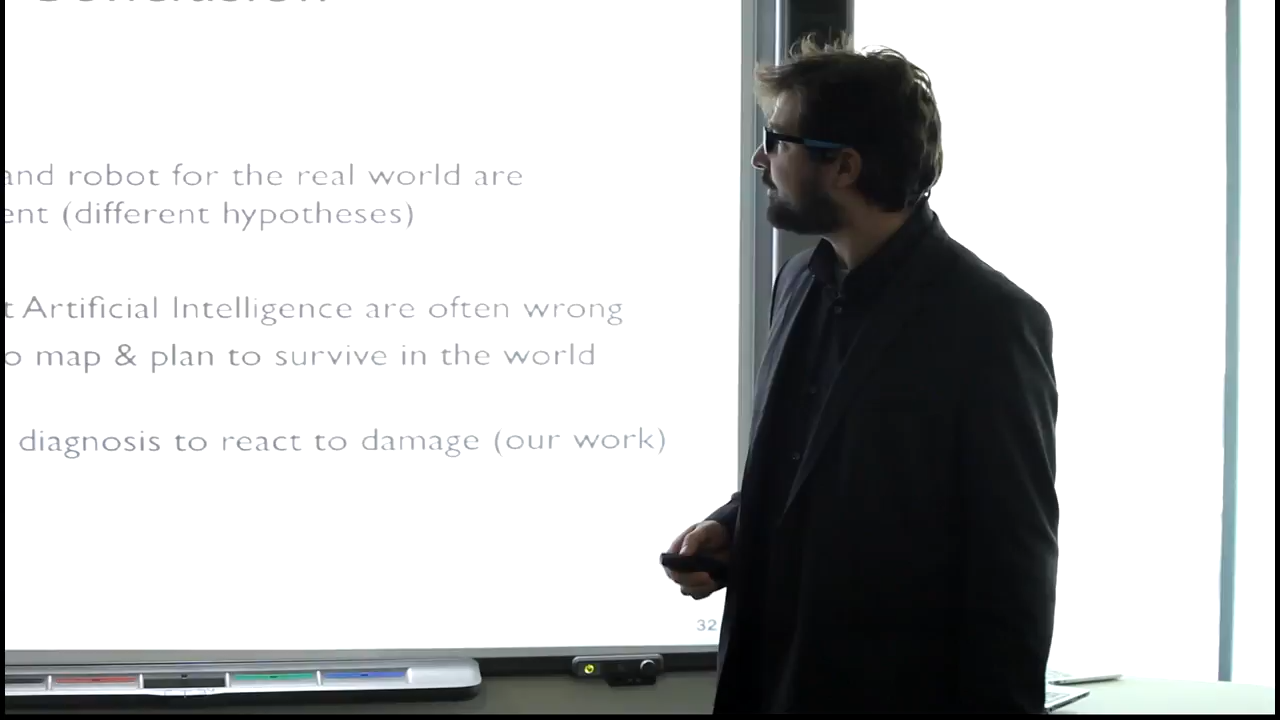 and robot for the real world are
ent (different hypotheses)
t Artificial Intelligence are often wrong
o map & plan to survive in the world
diagnosis to react to damage (our work)
32